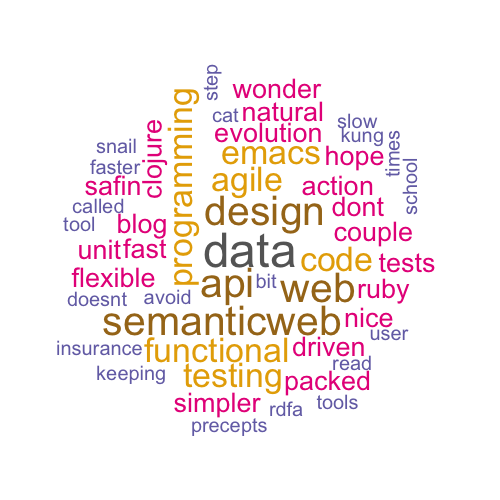 step
wonder
cat
natural
slow
programming
clojure
evolution
kung
snail
emacs
hope
times
faster
safin
agile
action
school
called
design
dont
tool
blog
couple
unit
fast
data
code
tests
flexible
api
bit
web
ruby
doesnt
avoid
semanticweb
nice
user
insurance
functional
driven
read
keeping
testing
packed
simpler
rdfa
tools
precepts